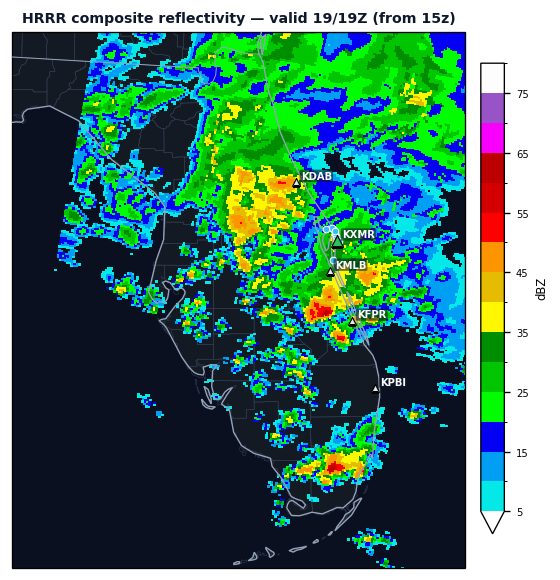 HRRR composite reflectivity — valid 19/19Z (from 15z)
KDAB
KXMR
KMLB
KFPR
KPBI
75
65
55
45
35
25
15
5
dBZ